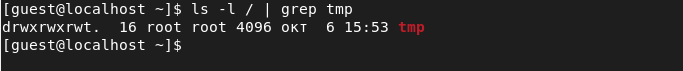 [guest@localhost ~]$ ls -l / | grep tmp
drwxrwxrwt.  16 root root 4096 окт  6 15:53 tmp
[guest@localhost ~]$